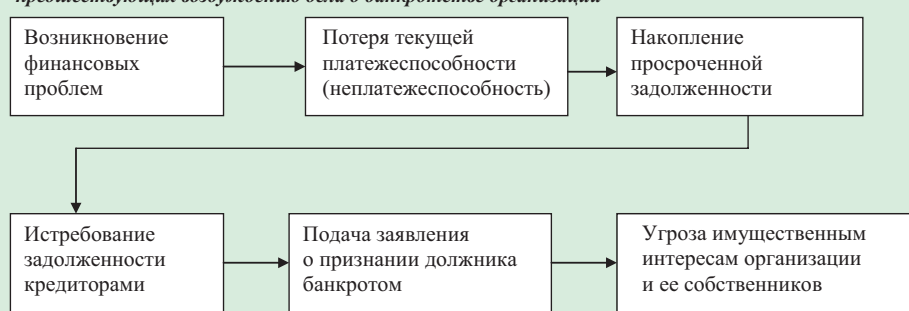 предшествующих возбуждению дела о банкротстве организации
Возникновение
финансовых
проблем
Потеря текущей
платежеспособности
(неплатежеспособность)
Накопление
просроченной
задолженности
Истребование
задолженности
кредиторами
Подача заявления
о признании должника
банкротом
Угроза имущественным
интересам организации
и ее собственников